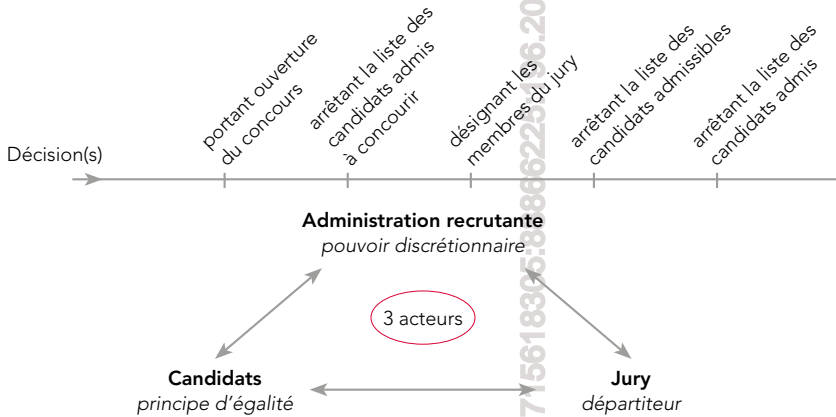 Décision(s)
portant ouverture
du concours
arrêtant la liste des
candidats admis
à concourir
désignant les
membres du jury
arrêtant la liste des
candidats admissibles
arrêtant la liste des
candidats admis
Administration recrutante
pouvoir discrétionnaire
3 acteurs
Candidats
principe d'égalité
Jury
départiteur